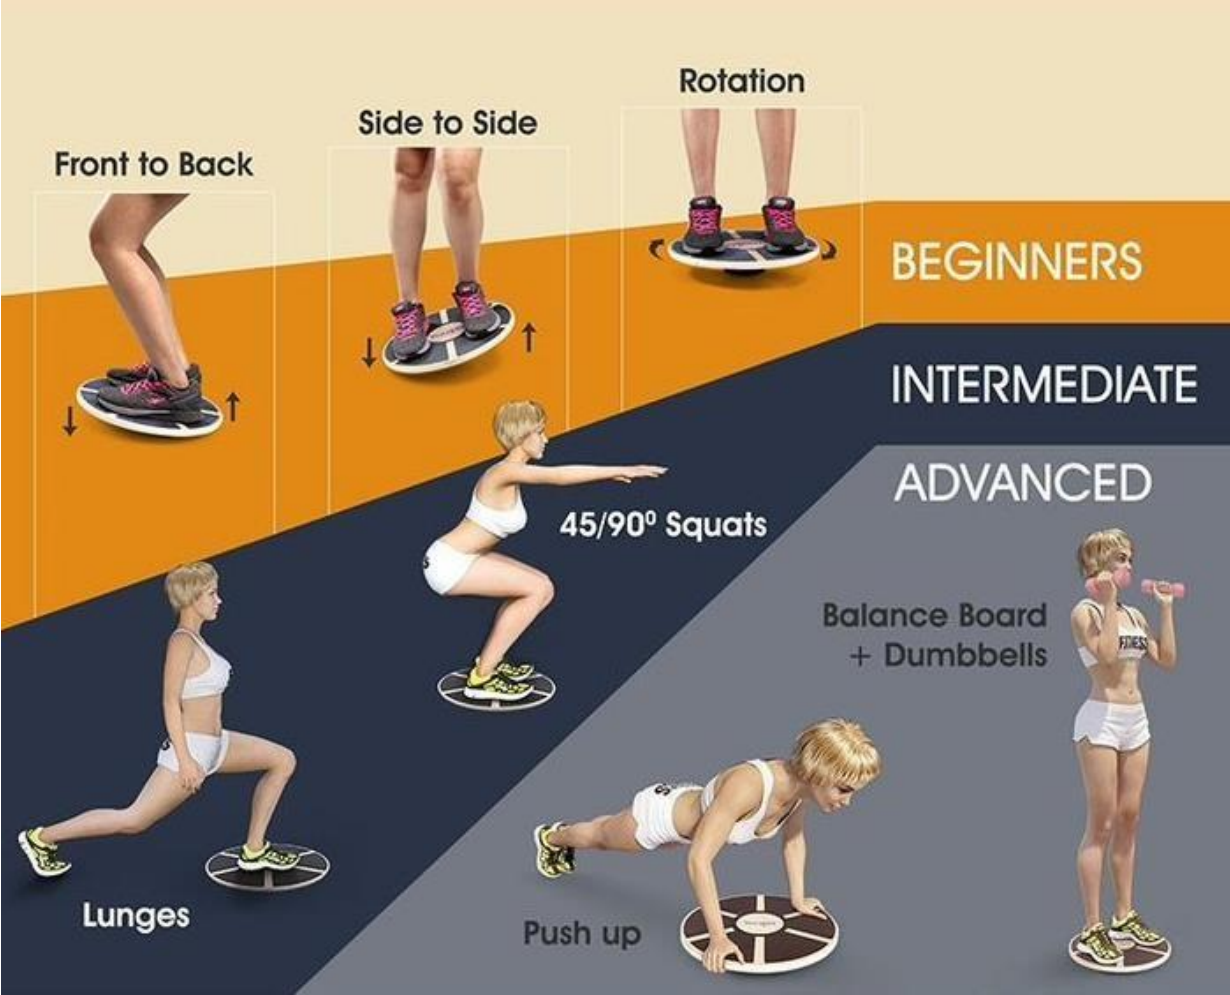 Rotation
Side to Side
Front to Back
BEGINNERS
INTERMEDIATE
ADVANCED
45/90⁰ Squats
Balance Board
+ Dumbbells
FITNESS
Lunges
Push up